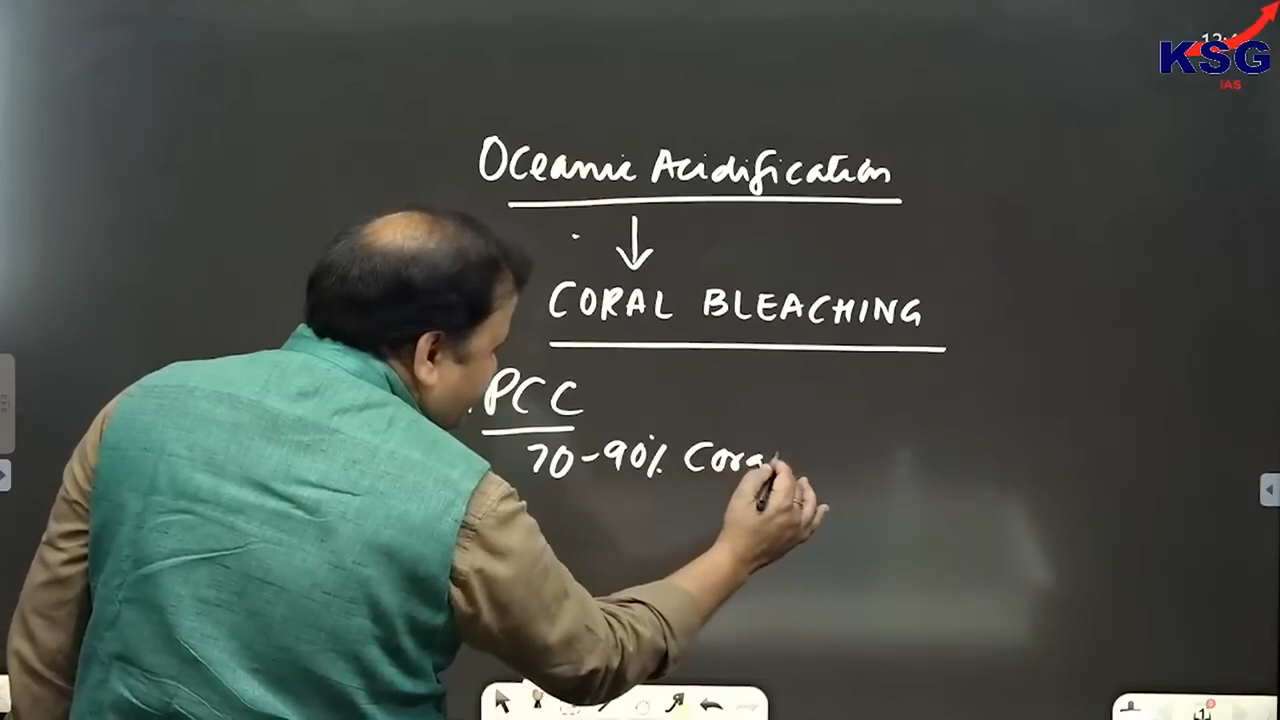 KSG
IAS
Oceanic Acidification
CORAL BLEACHING
PCC
70-90% Cora